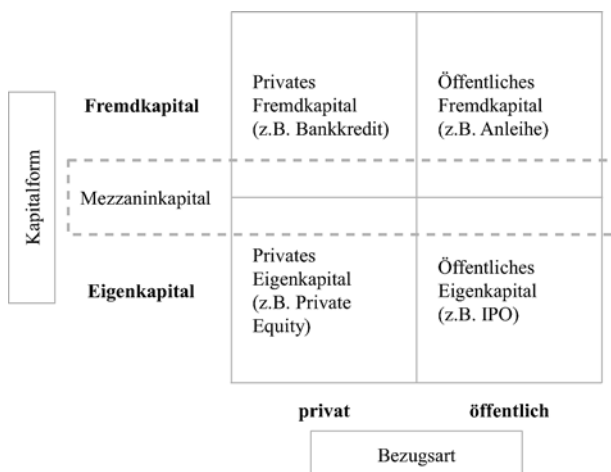 Privates
Fremdkapital
(z.B. Bankkredit)
Öffentliches
Fremdkapital
(z.B. Anleihe)
Fremdkapital
Kapitalform
Mezzaninkapital
Privates
Eigenkapital
(z.B. Private
Equity)
Öffentliches
Eigenkapital
(z.B. IPO)
Eigenkapital
privat
öffentlich
Bezugsart